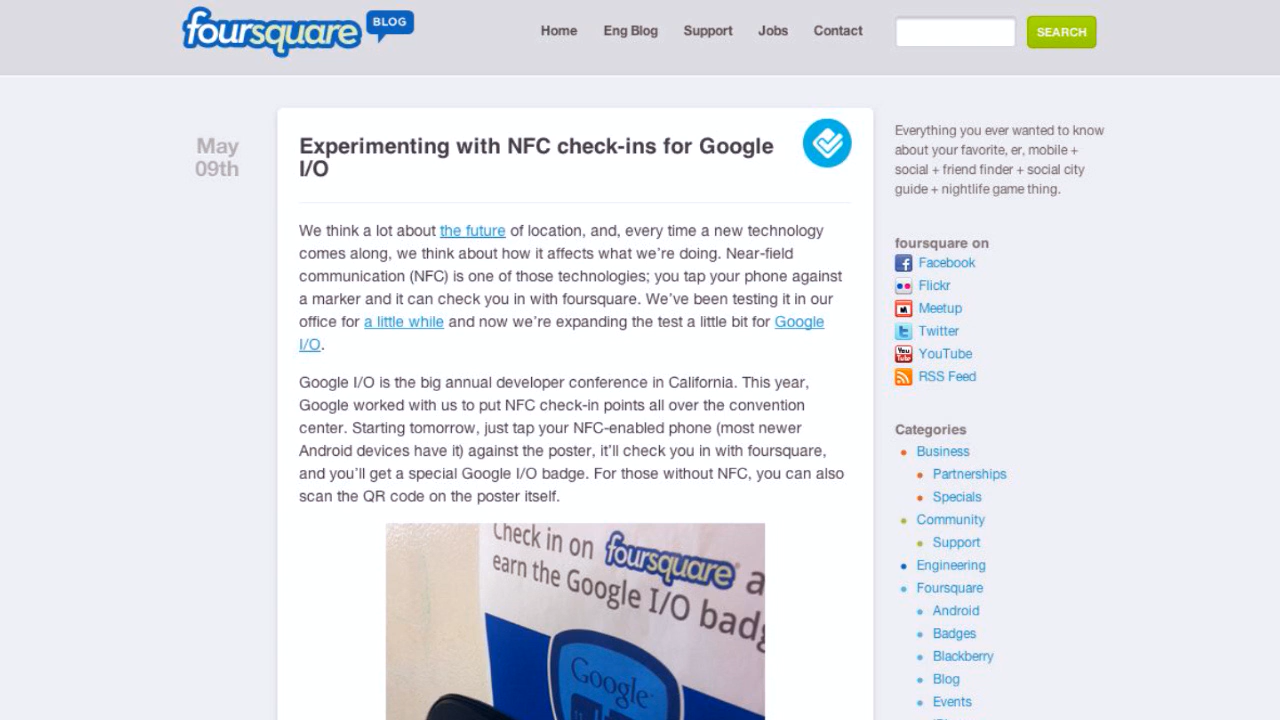 foursquare BLOG
Home Eng Blog Support Jobs Contact SEARCH
May
09th
Experimenting with NFC check-ins for Google
I/O
We think a lot about the future of location, and, every time a new technology
comes along, we think about how it affects what we're doing. Near-field
communication (NFC) is one of those technologies; you tap your phone against
a marker and it can check you in with foursquare. We've been testing it in our
office for a little while and now we're expanding the test a little bit for Google
I/O.
Google I/O is the big annual developer conference in California. This year,
Google worked with us to put NFC check-in points all over the convention
center. Starting tomorrow, just tap your NFC-enabled phone (most newer
Android devices have it) against the poster, it'll check you in with foursquare,
and you'll get a special Google I/O badge. For those without NFC, you can also
scan the QR code on the poster itself.
Check in on foursquare
earn the Google I/O
Google
Everything you ever wanted to know
about your favorite, er, mobile +
social + friend finder + social city
guide + nightlife game thing.
foursquare on
Facebook
Flickr
Meetup
Twitter
YouTube
RSS Feed
Categories
Business
Partnerships
Specials
Community
Support
Engineering
Foursquare
Android
Badges
Blackberry
Blog
Events